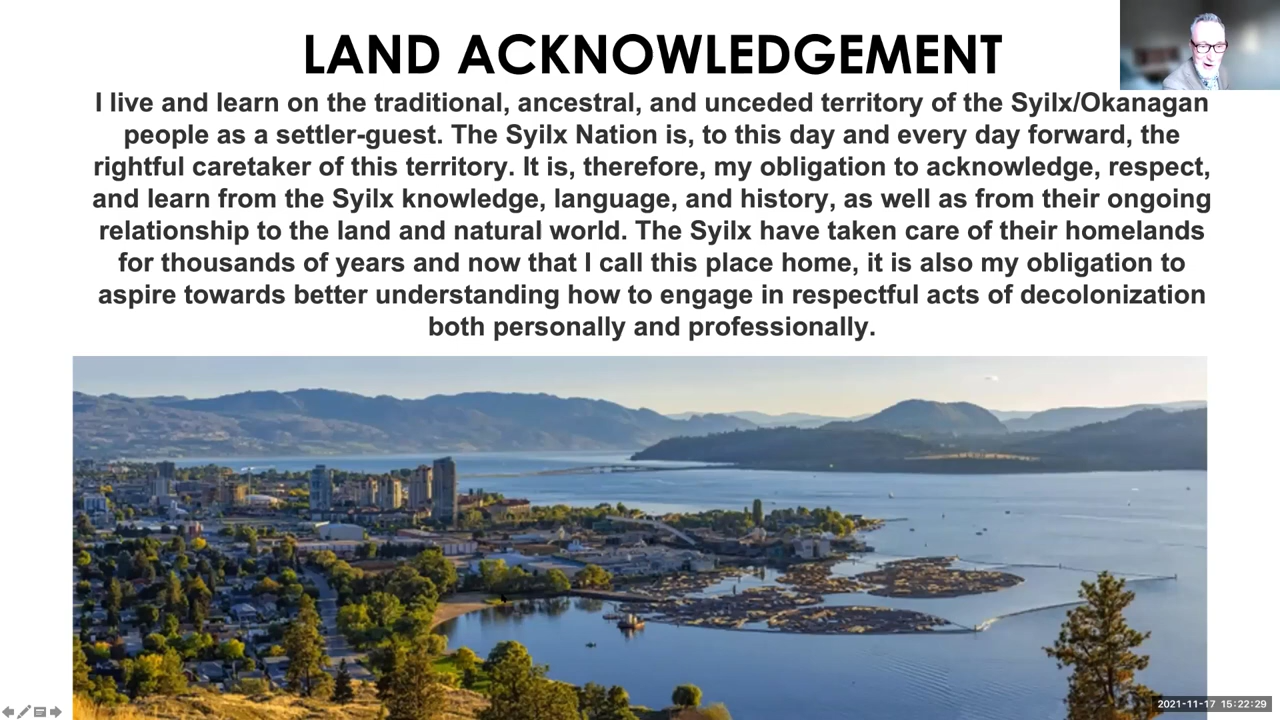 LAND ACKNOWLEDGEMENT
I live and learn on the traditional, ancestral, and unceded territory of the Syilx/Okanagan
people as a settler-guest. The Syilx Nation is, to this day and every day forward, the
rightful caretaker of this territory. It is, therefore, my obligation to acknowledge, respect,
and learn from the Syilx knowledge, language, and history, as well as from their ongoing
relationship to the land and natural world. The Syilx have taken care of their homelands
for thousands of years and now that I call this place home, it is also my obligation to
aspire towards better understanding how to engage in respectful acts of decolonization
both personally and professionally.
2021-11-17 15:22:29